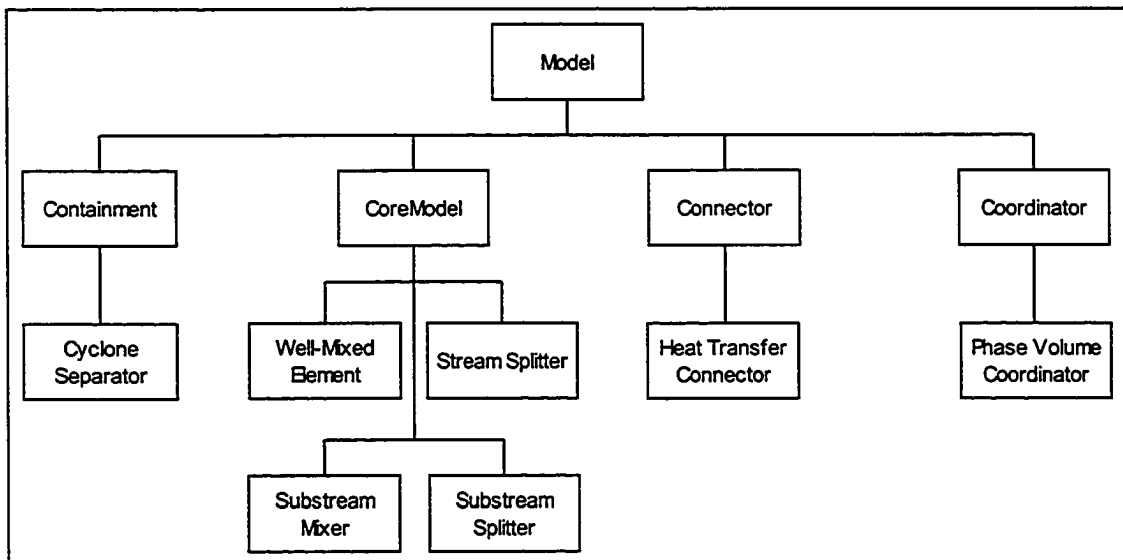 Model
Containment
CoreModel
Connector
Coordinator
Cyclone
Separator
Well-Mixed
Element
Stream Splitter
Heat Transfer
Connector
Phase Volume
Coordinator
Substream
Mixer
Substream
Splitter